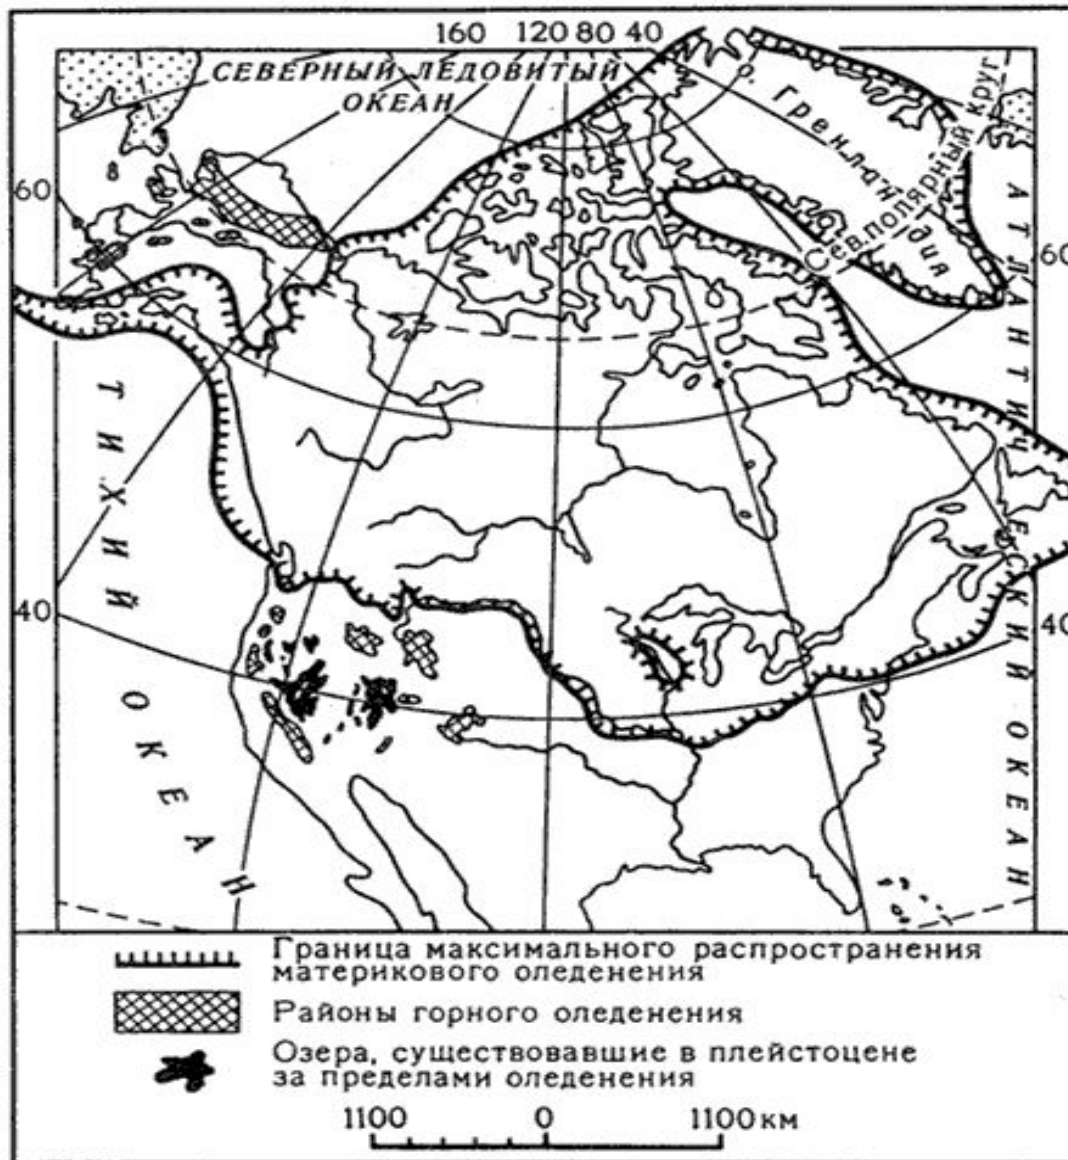 160 120 80 40
СЕВЕРНЫЙ ЛЕДОВИТЫЙ
ОКЕАН
о. Гренландия
Сев. полярный круг
60
60
ТИХИЙ ОКЕАН
АТЛАНТИЧЕСКИЙ ОКЕАН
40
40
Граница максимального распространения
материкового оледенения
Районы горного оледенения
Озера, существовавшие в плейстоцене
за пределами оледенения
1100 0 1100 км